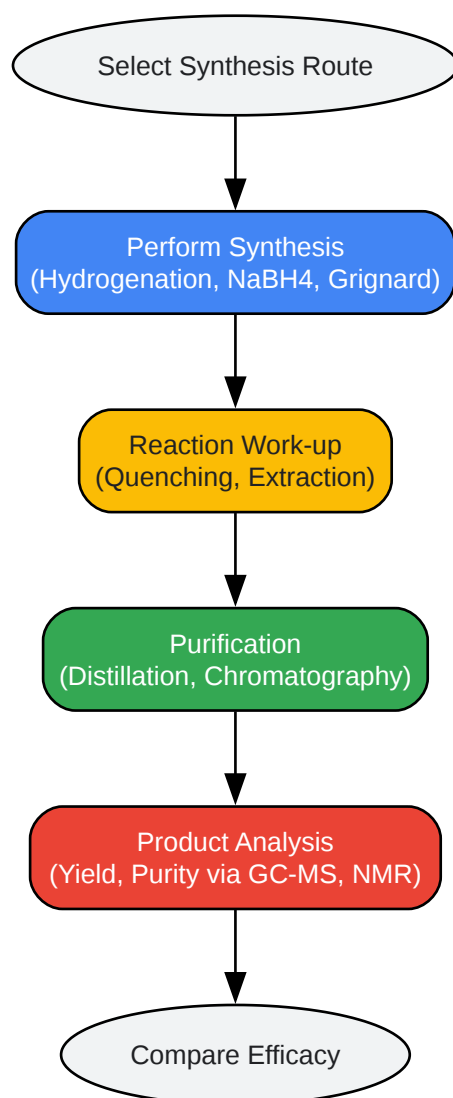 Select Synthesis Route
Perform Synthesis
(Hydrogenation, NaBH4, Grignard)
Reaction Work-up
(Quenching, Extraction)
Purification
(Distillation, Chromatography)
Product Analysis
(Yield, Purity via GC-MS, NMR)
Compare Efficacy